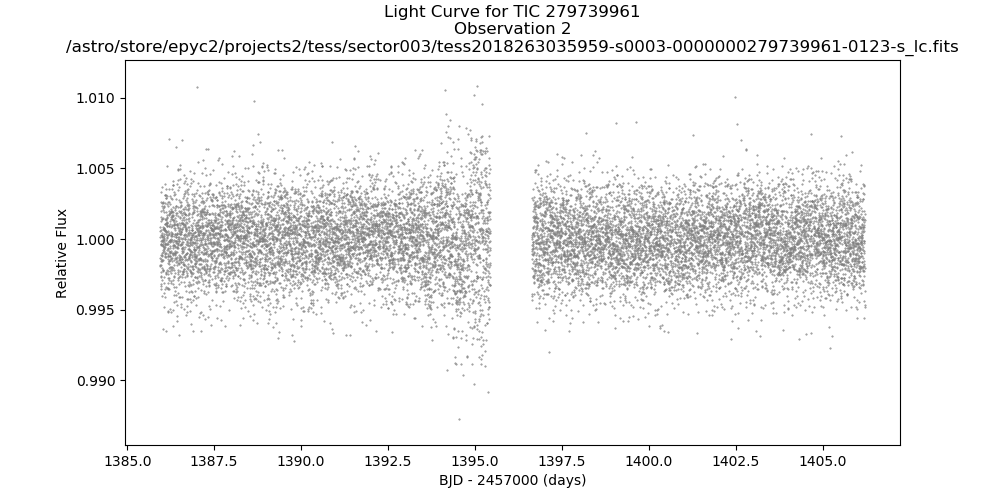 Light Curve for TIC 279739961
Observation 2
/astro/store/epyc2/projects2/tess/sector003/tess2018263035959-s0003-0000000279739961-0123-s_lc.fits
1.010
1.005
1.000
0.995
0.990
Relative Flux
1385.0 1387.5 1390.0 1392.5 1395.0 1397.5 1400.0 1402.5 1405.0
BJD - 2457000 (days)